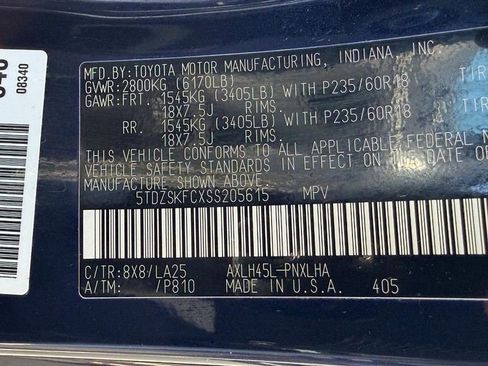 MFD.BY:TOYOTA MOTOR MANUFACTURING, INDIANA, INC.
GVWR:2800KG (6170LB)
GAWR:FRT. 1545KG (3405LB) WITH P235/60R18 TIR
18X7.5J RIMS.
RR. 1545KG (3405LB) WITH P235/60R18 TIR
18X7.5J RIMS.
THIS VEHICLE CONFORMS TO ALL APPLICABLE FEDERAL
VEHICLE SAFETY STANDARDS IN EFFECT ON THE DATE OF
MANUFACTURE SHOWN ABOVE.
5TDZSKFCXSS205615 MPV
C/TR:8X8/LA25 AXLH45L-PNXLHA
A/TM: /P810 MADE IN U.S.A. 405
08340